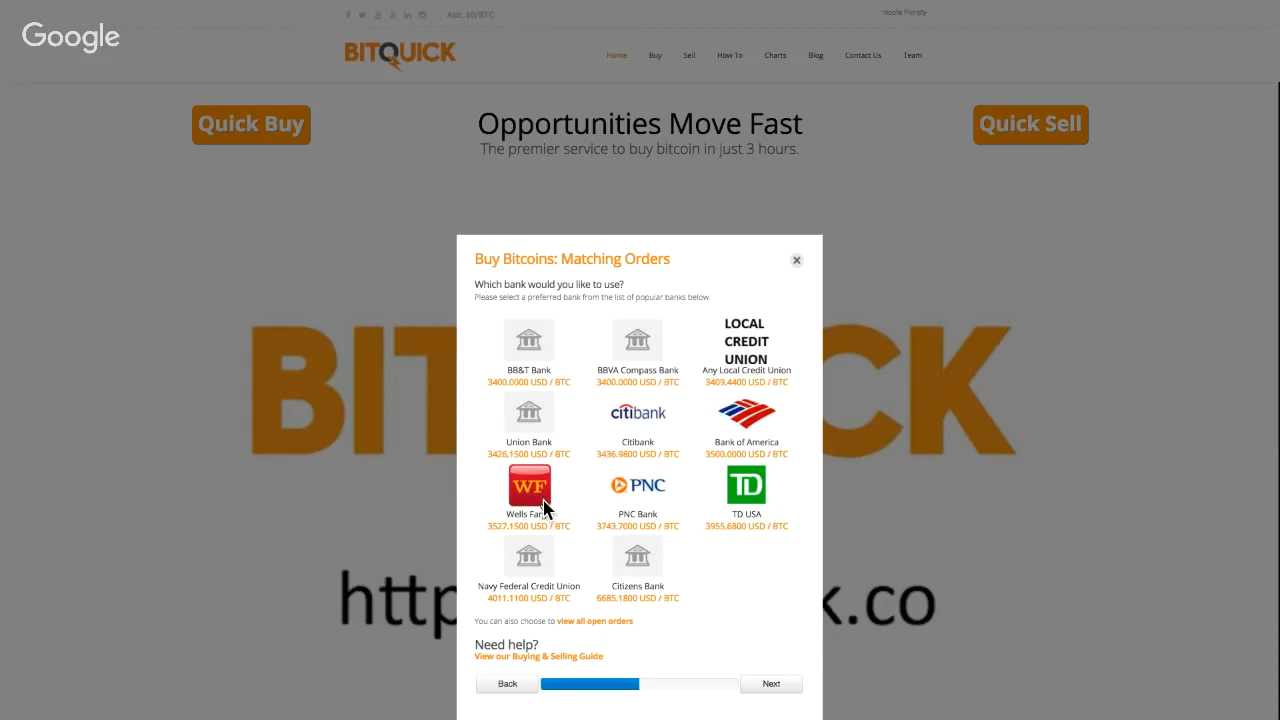 Ask: $0/BTC
mobile friendly
Google
BITQUICK
Home Buy Sell How To Charts Blog Contact Us Team
Quick Buy
Opportunities Move Fast
Quick Sell
The premier service to buy bitcoin in just 3 hours.
Buy Bitcoins: Matching Orders
Which bank would you like to use?
Please select a preferred bank from the list of popular banks below.
LOCAL
CREDIT
UNION
BB&T Bank BBVA Compass Bank Any Local Credit Union
3400.0000 USD / BTC 3400.0000 USD / BTC 3409.4400 USD / BTC
citibank
Union Bank Citibank Bank of America
3426.1500 USD / BTC 3436.9800 USD / BTC 3500.0000 USD / BTC
WF PNC TD
Wells PNC Bank TD USA
3527.1500 USD / BTC 3743.7000 USD / BTC 3955.6800 USD / BTC
Navy Federal Credit Union Citizens Bank
4011.1100 USD / BTC 6685.1800 USD / BTC
You can also choose to view all open orders
Need help?
View our Buying & Selling Guide
Back Next
BIT CK
http k.co